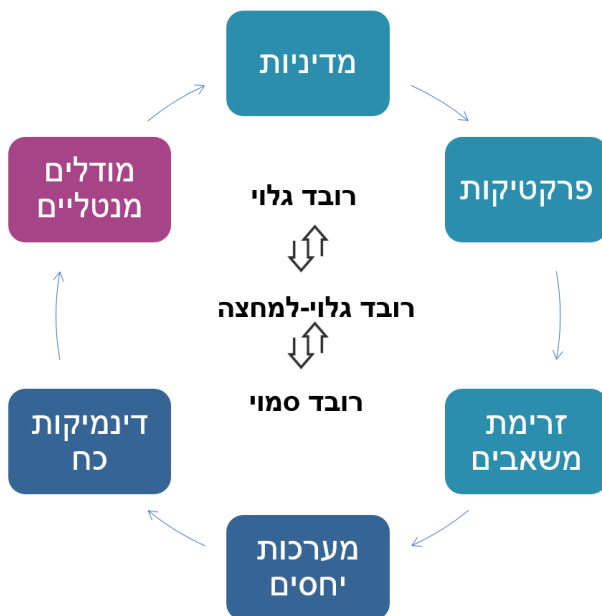 מדיניות
פרקטיקות
זרימת
משאבים
מערכות
יחסים
דינמיקות
כח
מודלים
מנטליים
רובד גלוי
רובד גלוי-למחצה
רובד סמוי